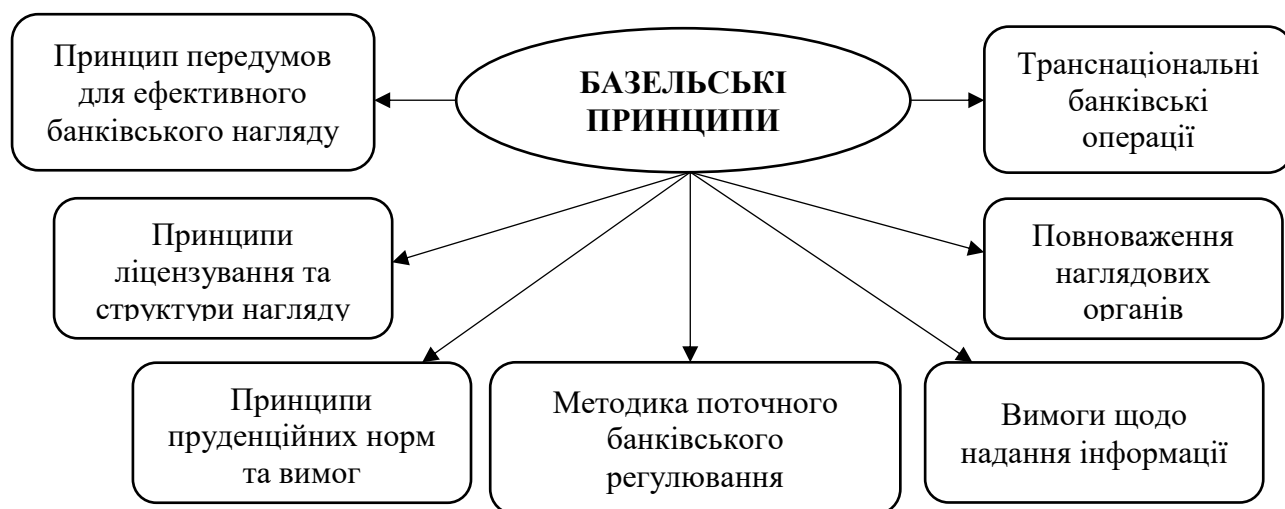 Принцип передумов
для ефективного
банківського нагляду
БАЗЕЛЬСЬКІ
ПРИНЦИПИ
Транснаціональні
банківські
операції
Принципи
ліцензування та
структури нагляду
Повноваження
наглядових
органів
Принципи
пруденційних норм
та вимог
Методика поточного
банківського
регулювання
Вимоги щодо
надання інформації